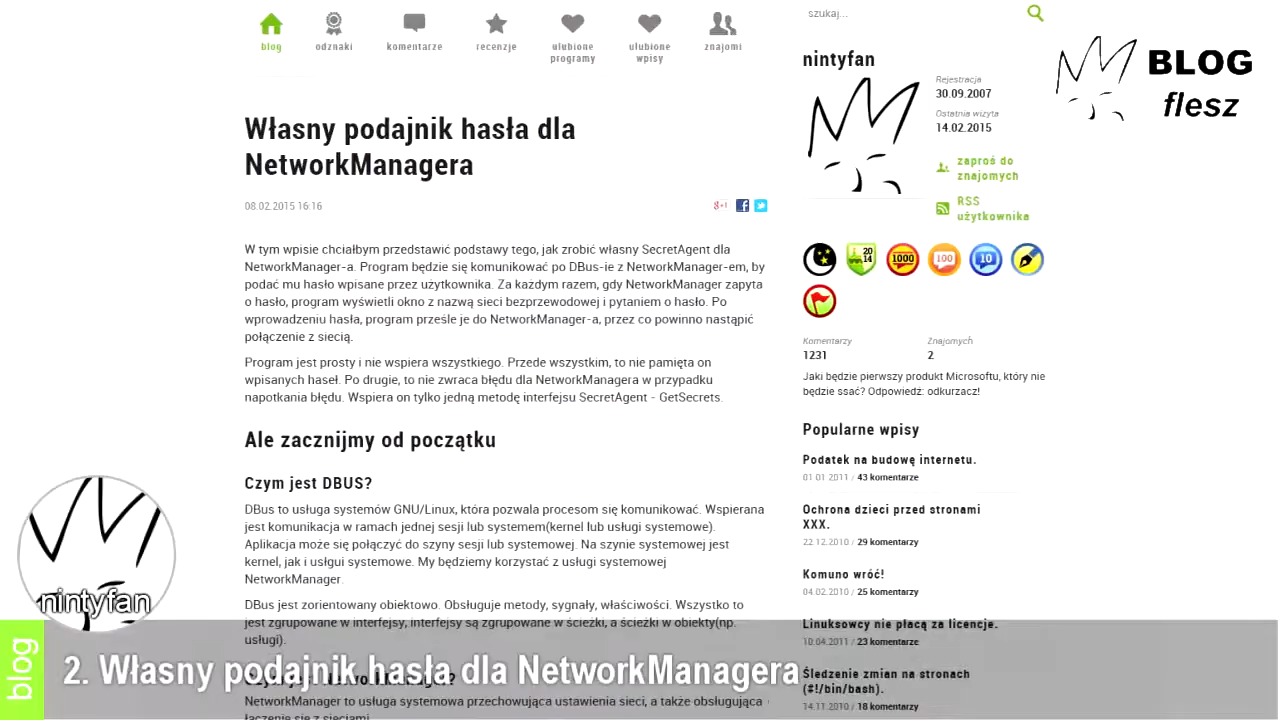 blog
odznaki
komentarze
recenzje
ulubione
programy
ulubione
wpisy
znajomi
szukaj...
BLOG
flesz
Własny podajnik hasła dla
NetworkManagera
08.02.2015 16:16
g+1
W tym wpisie chciałbym przedstawić podstawy tego, jak zrobić własny SecretAgent dla
NetworkManager-a. Program będzie się komunikować po DBus-ie z NetworkManager-em, by
podać mu hasło wpisane przez użytkownika. Za każdym razem, gdy NetworkManager zapyta
o hasło, program wyświetli okno z nazwą sieci bezprzewodowej i pytaniem o hasło. Po
wprowadzeniu hasła, program prześle je do NetworkManager-a, przez co powinno nastąpić
połączenie z siecią.
Program jest prosty i nie wspiera wszystkiego. Przede wszystkim, to nie pamięta on
wpisanych haseł. Po drugie, to nie zwraca błędu dla NetworkManagera w przypadku
napotkania błędu. Wspiera on tylko jedną metodę interfejsu SecretAgent - GetSecrets.
Ale zacznijmy od początku
Czym jest DBUS?
DBus to usługa systemów GNU/Linux, która pozwala procesom się komunikować. Wspierana
jest komunikacja w ramach jednej sesji lub systemem(kernel lub usługi systemowe).
Aplikacja może się połączyć do szyny sesji lub systemowej. Na szynie systemowej jest
kernel, jak i usłgui systemowe. My będziemy korzystać z usługi systemowej
NetworkManager.
DBus jest zorientowany obiektowo. Obsługuje metody, sygnały, właściwości. Wszystko to
jest zgrupowane w interfejsy, interfejsy są zgrupowane w ścieżki, a ścieżki w obiekty(np.
usługi).
NetworkManager to usługa systemowa przechowująca ustawienia sieci, a także obsługująca
łączenie się z sieciami
nintyfan
Rejestracja
30.09.2007
Ostatnia wizyta
14.02.2015
zaproś do
znajomych
RSS
użytkownika
20
14
1000
100
10
Komentarzy
1231
Znajomych
2
Jaki będzie pierwszy produkt Microsoftu, który nie
będzie ssać? Odpowiedź: odkurzacz!
Popularne wpisy
Podatek na budowę internetu.
01.01.2011 / 43 komentarze
Ochrona dzieci przed stronami
XXX.
22.12.2010 / 29 komentarzy
Komuno wróć!
04.02.2010 / 25 komentarzy
Linuksowcy nie płacą za licencje.
10.04.2011 / 23 komentarze
Śledzenie zmian na stronach
(#!/bin/bash).
14.11.2010 / 18 komentarzy
nintyfan
blog
2. Własny podajnik hasła dla NetworkManagera